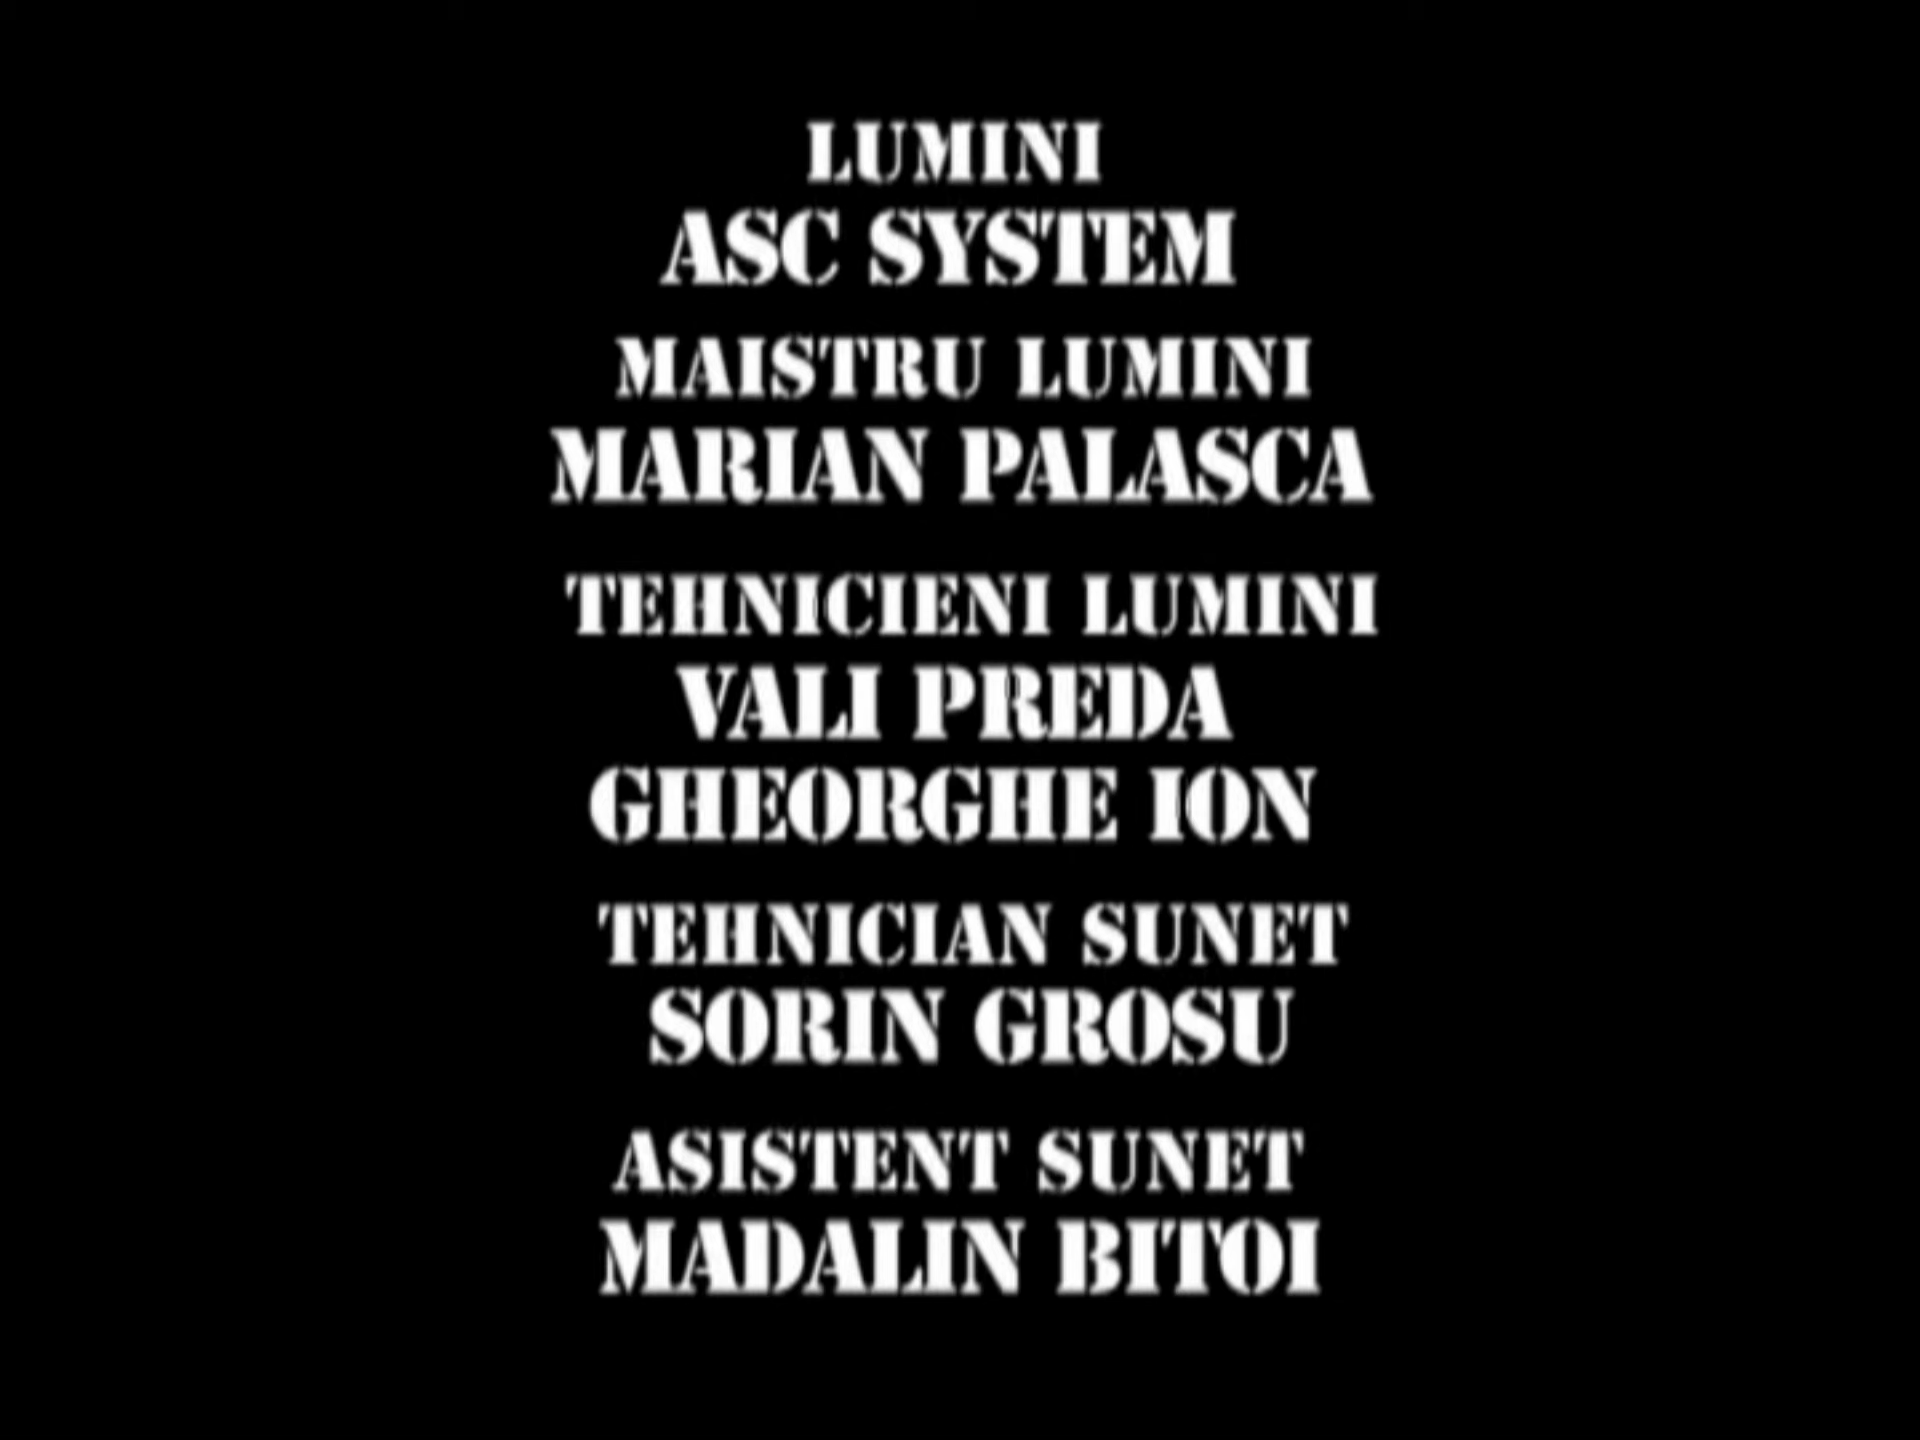 LUMINI
ASC SYSTEM
MAISTRU LUMINI
MARIAN PALASCA
TEHNICIENI LUMINI
VALI PREDA
GHEORGHE ION
TEHNICIAN SUNET
SORIN GROSU
ASISTENT SUNET
MADALIN BITOI